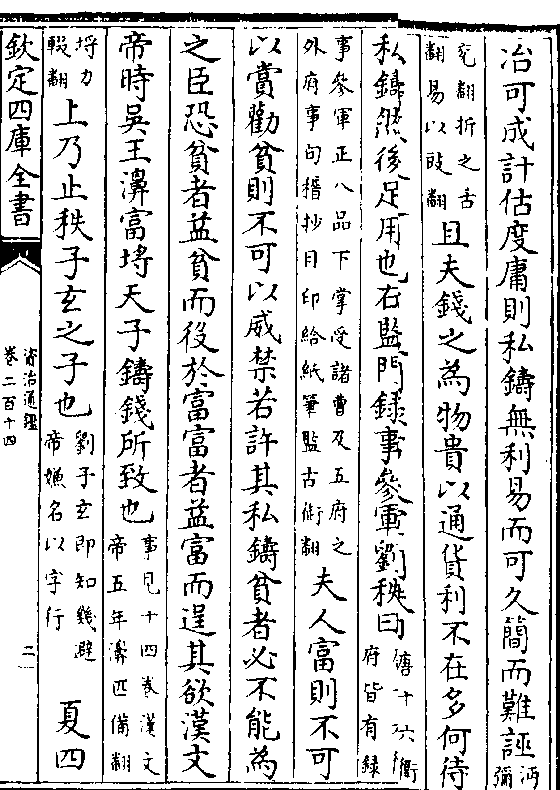 冶可成計估度庸則私鑄無利易而可久簡而難誣沔彌
兗翻折之舌翻易以豉翻且夫錢之為物貴以通貨利不在多何待
私鑄然後足用也右監門録事參軍劉秩曰唐十六衛府皆有録
事參軍正八品下掌受諸曹及五府之外府事句稽抄目印給紙筆監古銜翻夫人富則不可
以賞勸貧則不可以威禁若許其私鑄貧者必不能為
之臣恐貧者益貧而役於富富者益富而逞其欲漢文
帝時吳王濞富埒天子鑄錢所致也事見十四卷漢文帝五年濞匹備翻
埒力輟翻上乃止秩子玄之子也劉子玄即知幾避帝嫌名以字行夏四
欽定四庫全書
資治通鑑
卷二百十四
二